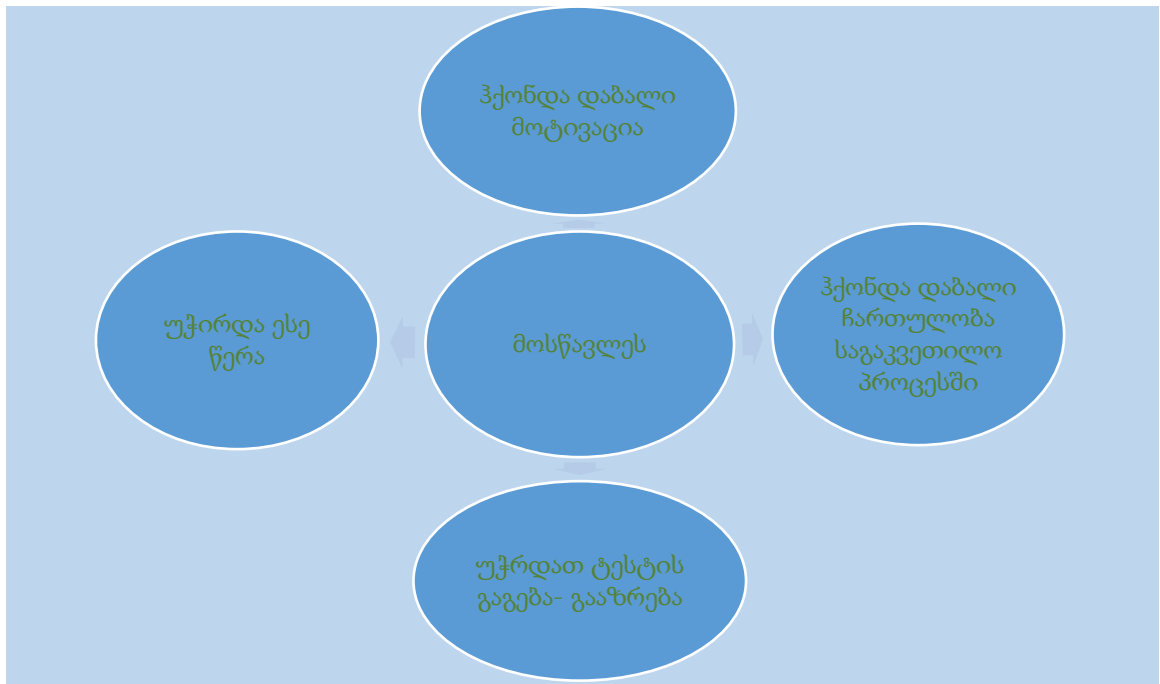 ჰქონდა დაბალი
მოტივაცია
უჭირდა ესე
წერა
მოსწავლეს
ჰქონდა დაბალი
ჩართულობა
საგაკვეთილო
პროცესში
უჭრდათ ტესტის
გაგება- გააზრება